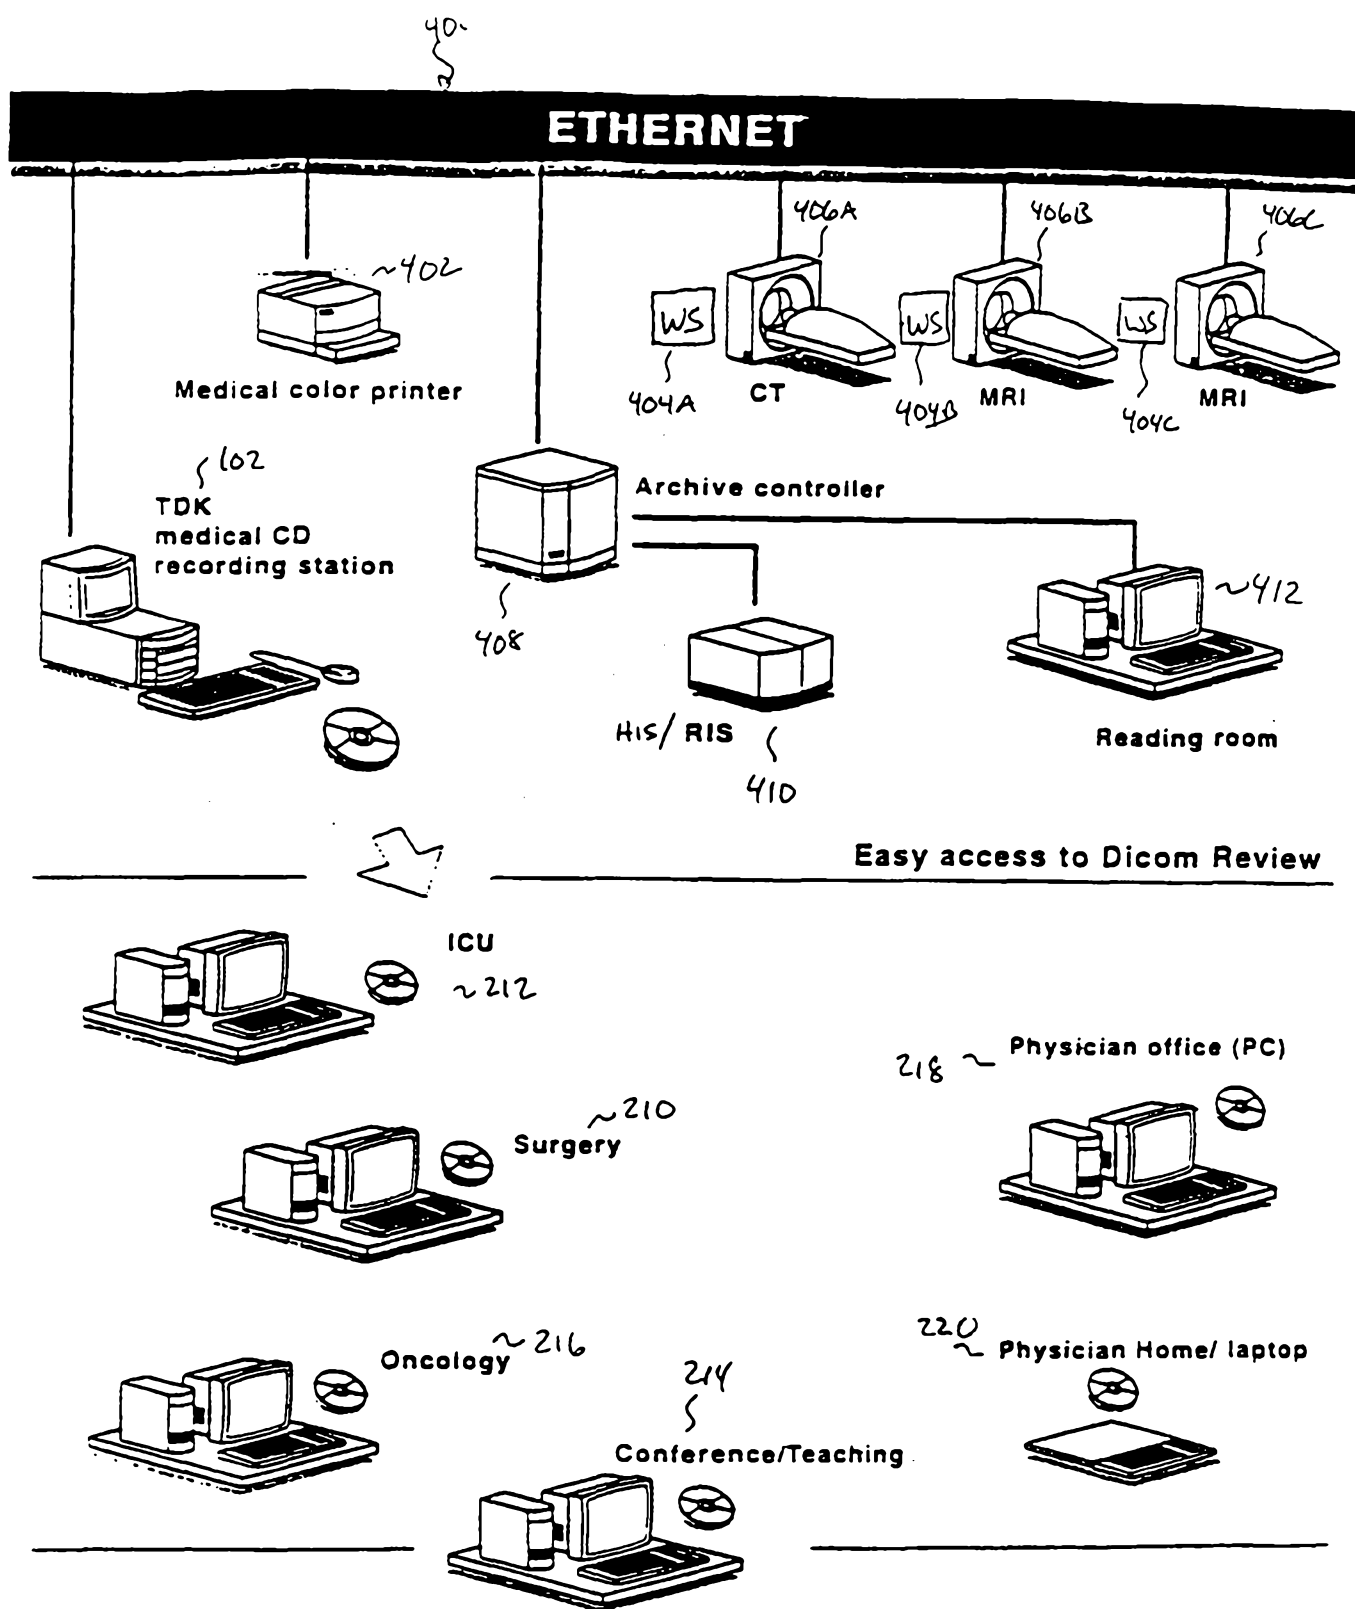 40
ETHERNET
406A
406B
406C
~402
WS
WS
WS
Medical color printer
404A
CT
404B
MRI
404C
MRI
102
TDK
medical CD
recording station
Archive controller
~412
408
HIS/ RIS
410
Reading room
Easy access to Dicom Review
ICU
~212
218 ~ Physician office (PC)
~210
Surgery
~216
Oncology
220
~ Physician Home/ laptop
214
Conference/Teaching